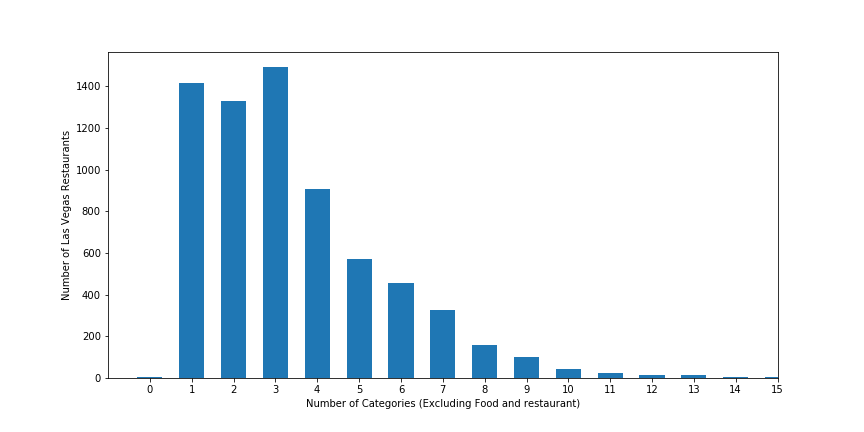 1400
1200
1000
800
600
400
200
0
Number of Las Vegas Restaurants
0 1 2 3 4 5 6 7 8 9 10 11 12 13 14 15
Number of Categories (Excluding Food and restaurant)